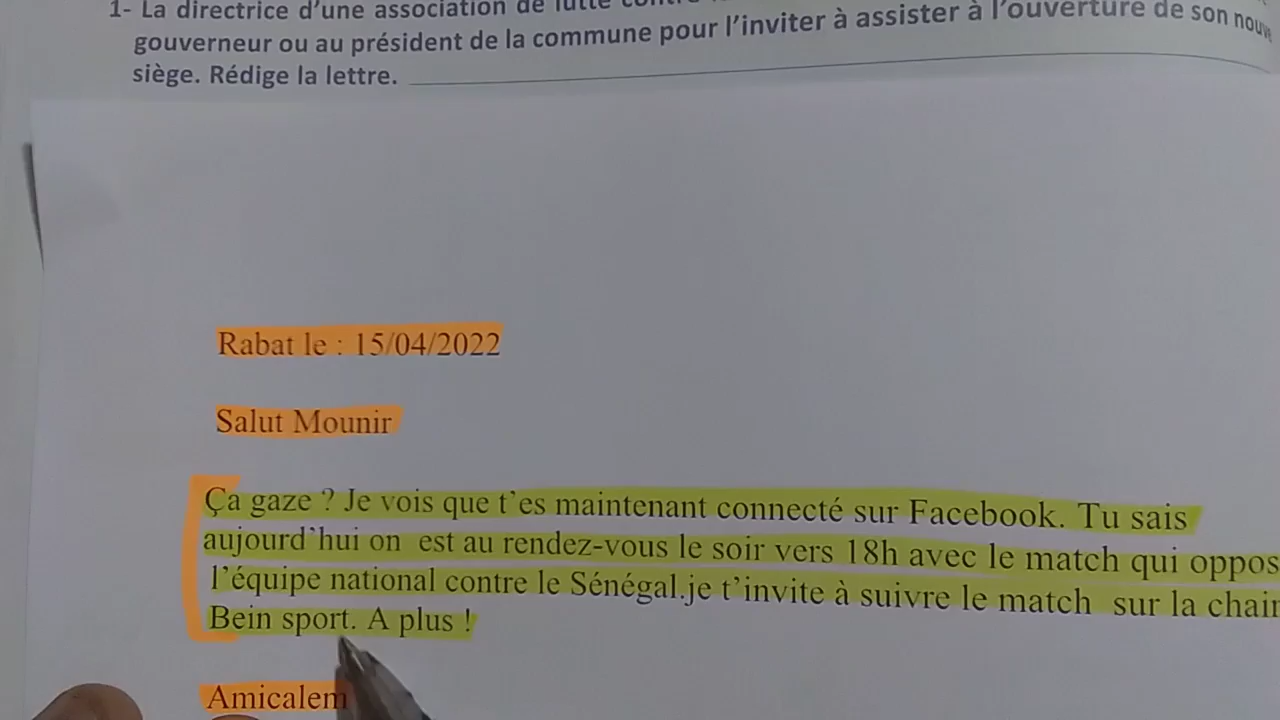 1- La directrice d'une association de lutte
gouverneur ou au président de la commune pour l'inviter à assister à l'ouverture de son
siège. Rédige la lettre.
Rabat le : 15/04/2022
Salut Mounir
Ça gaze ? Je vois que t'es maintenant connecté sur Facebook. Tu sais
aujourd'hui on est au rendez-vous le soir vers 18h avec le match qui oppos
l'équipe national contre le Sénégal.je t'invite à suivre le match sur la chair
Bein sport. A plus !
Amicalem